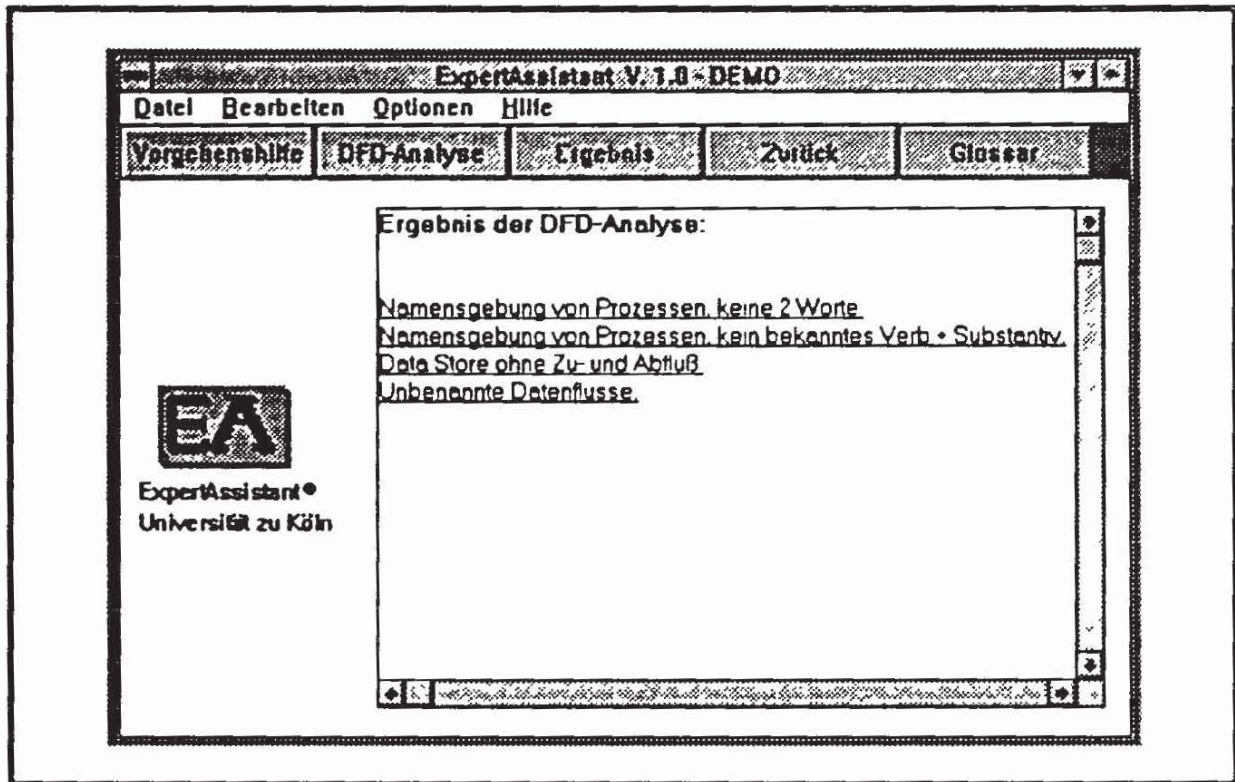 ExpertAssistant V. 1.0 - DEMO
Datei Bearbeiten Optionen Hilfe
Vorgehenshilfe DFD-Analyse Ergebnis Zurück Glossar
Ergebnis der DFD-Analyse:
Namensgebung von Prozessen, keine 2 Worte
Namensgebung von Prozessen, kein bekanntes Verb + Substantiv.
Data Store ohne Zu- und Abfluß
Unbenannte Datenflüsse.
EA
ExpertAssistant®
Universität zu Köln